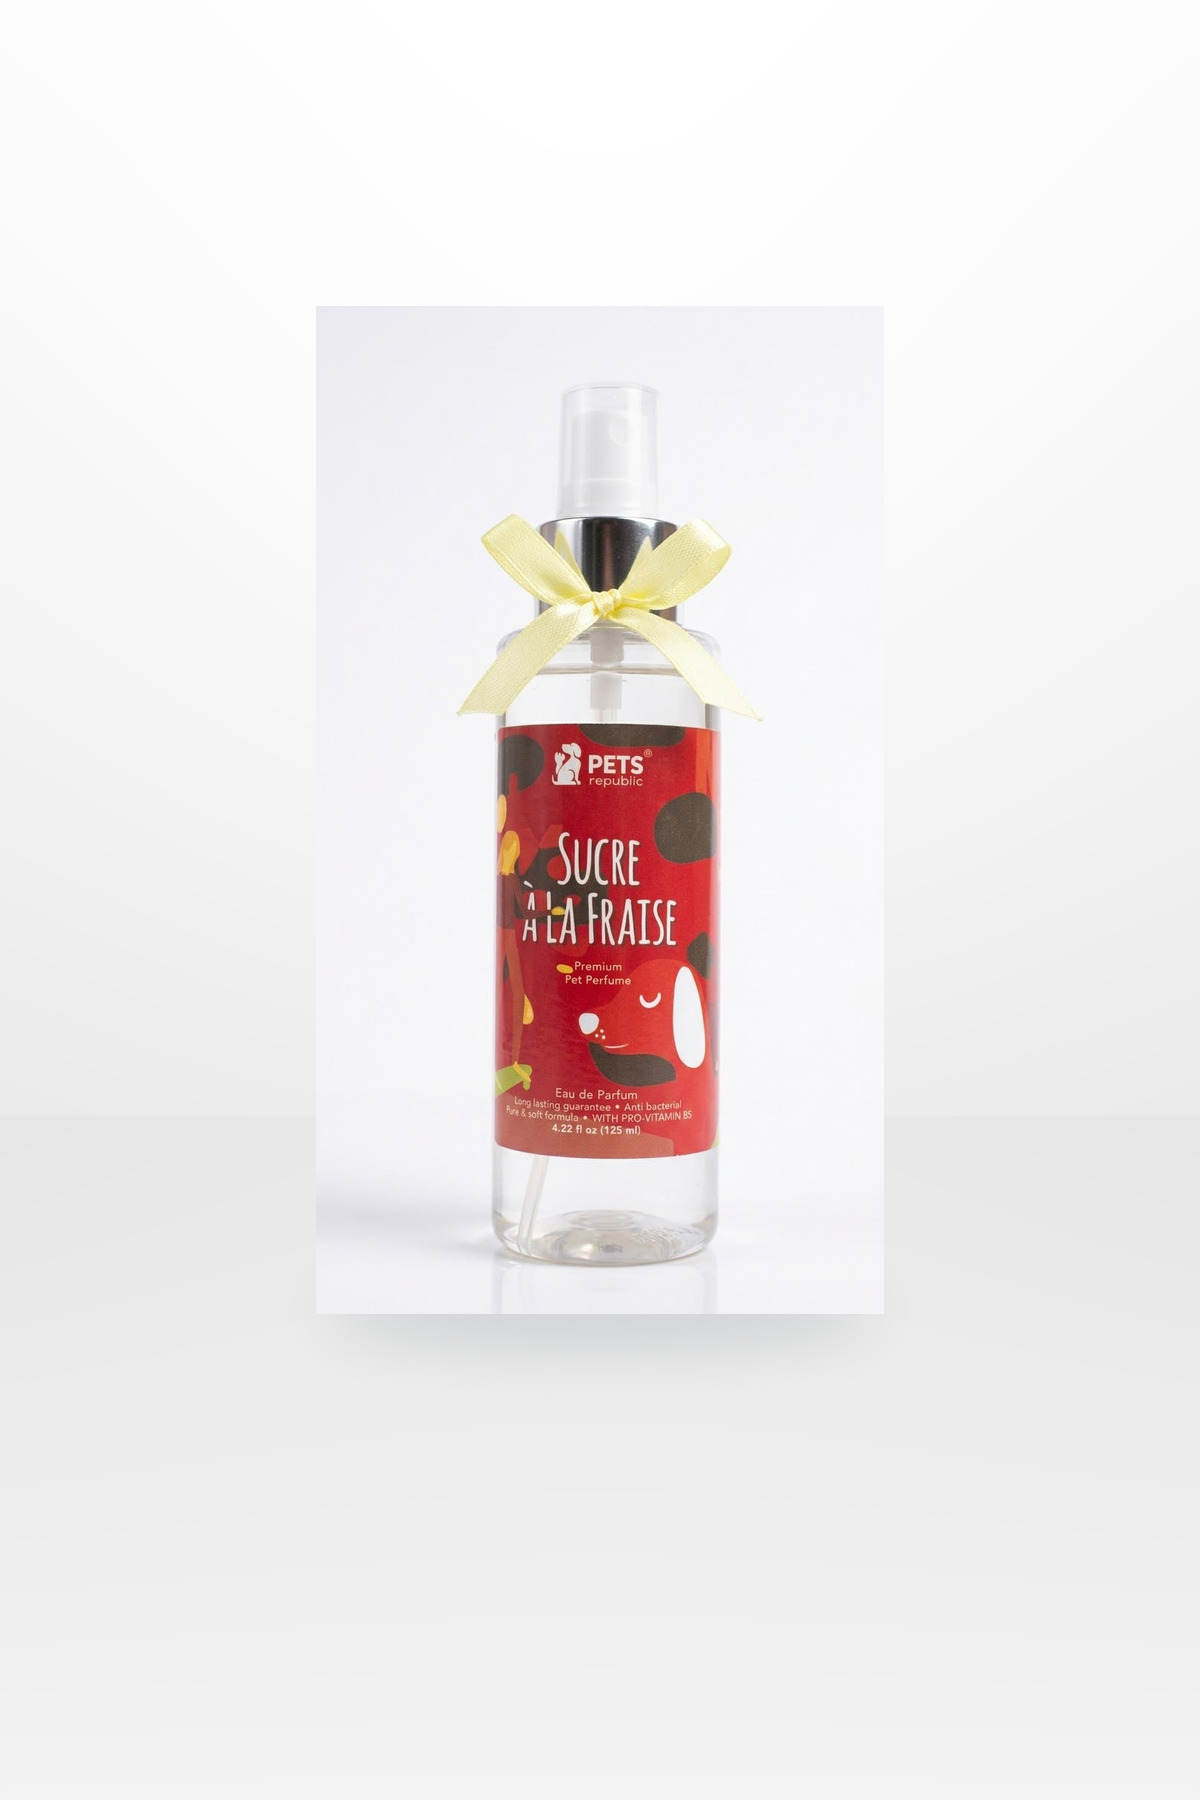 PETS®
republic
SUCRE
À LA FRAISE
Premium
Pet Perfume
Eau de Parfum
Long lasting guarantee • Anti bacterial
Pure & soft formula • WITH PRO-VITAMIN B5
4.22 fl oz (125 ml)